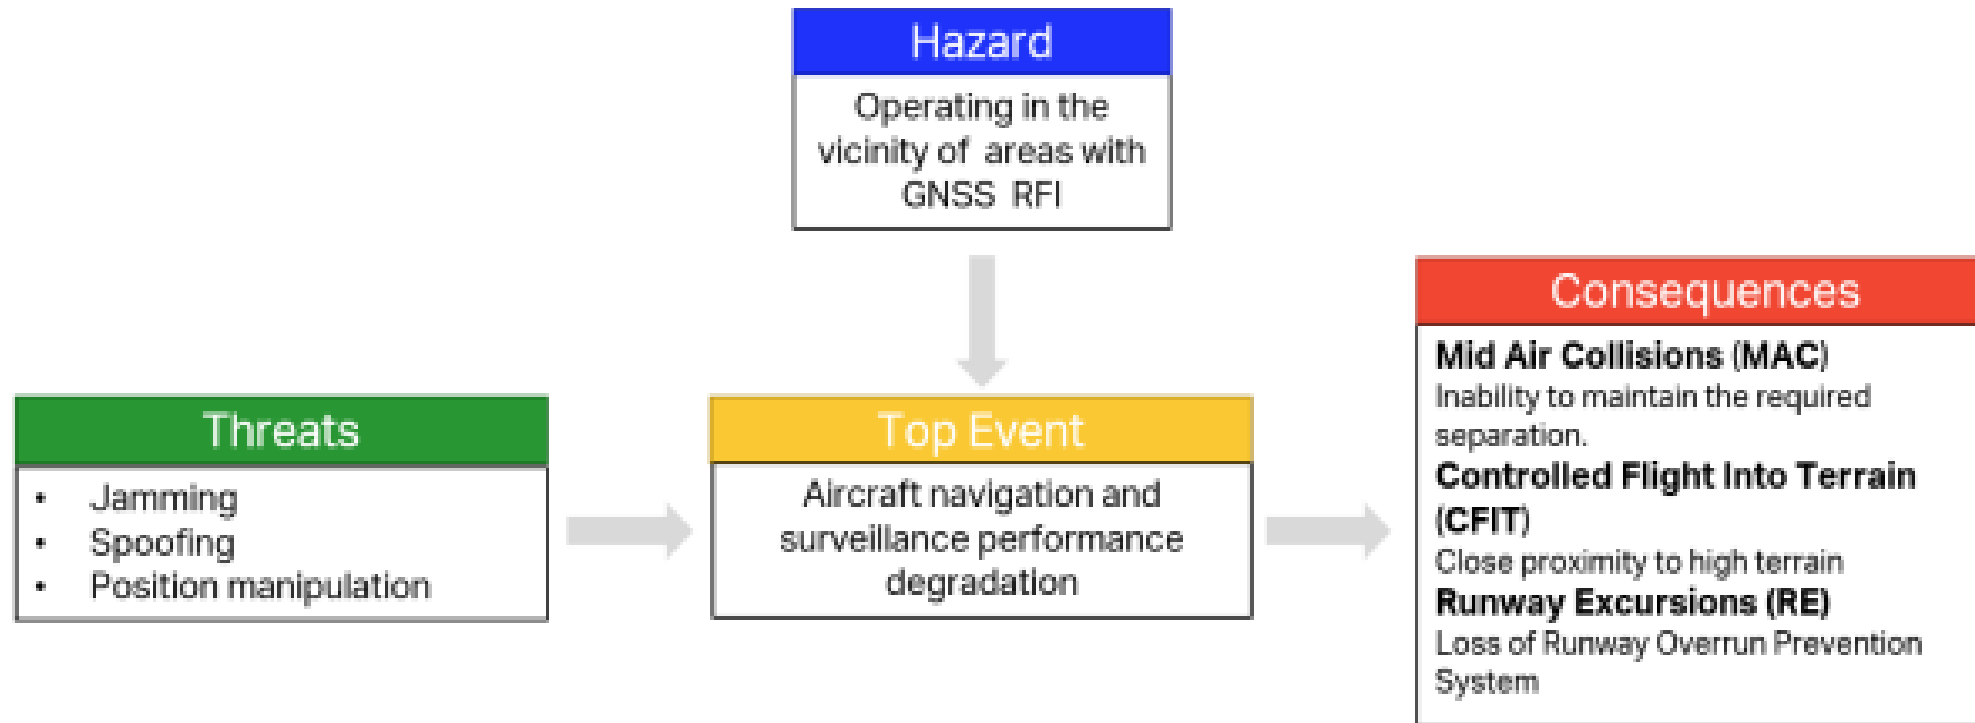 Hazard
Operating in the
vicinity of areas with
GNSS RFI
Threats
• Jamming
• Spoofing
• Position manipulation
Top Event
Aircraft navigation and
surveillance performance
degradation
Consequences
Mid Air Collisions (MAC)
Inability to maintain the required
separation.
Controlled Flight Into Terrain
(CFIT)
Close proximity to high terrain
Runway Excursions (RE)
Loss of Runway Overrun Prevention
System